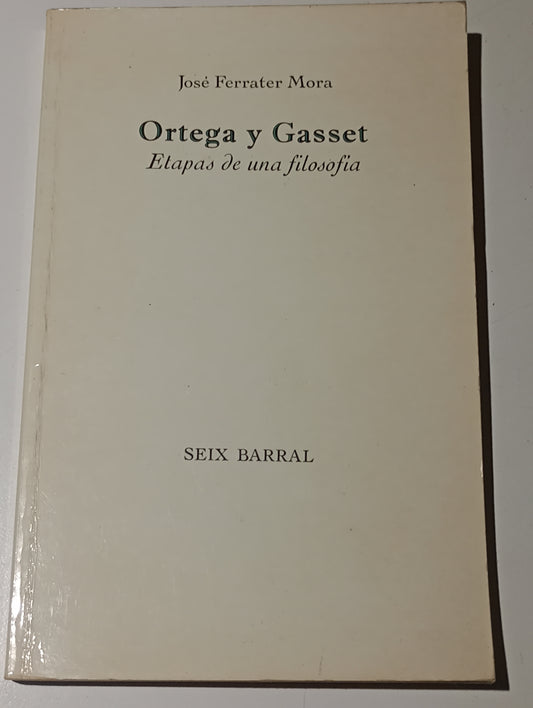 José Ferrater Mora
Ortega y Gasset
Etapas de una filosofía
SEIX BARRAL